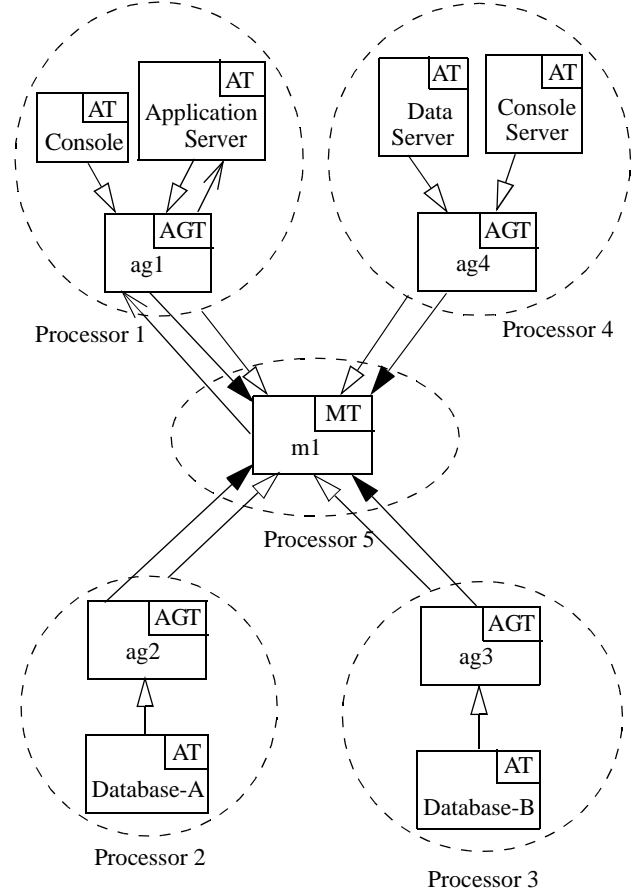 AT
Console
AT
Application
Server
AGT
ag1
Processor 1
AT
Data
Server
AT
Console
Server
AGT
ag4
Processor 4
MT
m1
Processor 5
AGT
ag2
AT
Database-A
Processor 2
AGT
ag3
AT
Database-B
Processor 3